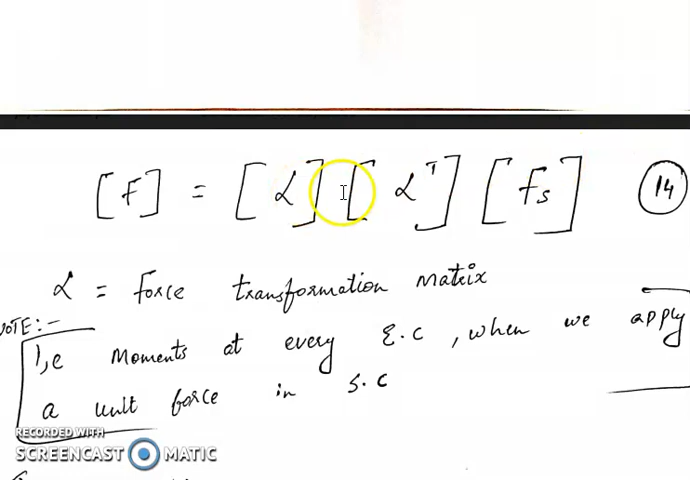 [F] = [α] [α^T] [Fs] 14
α = Force transformation matrix
NOTE:-
i,e Moments at every E.C , when we apply
a unit force in S.C
RECORDED WITH
SCREENCAST MATIC